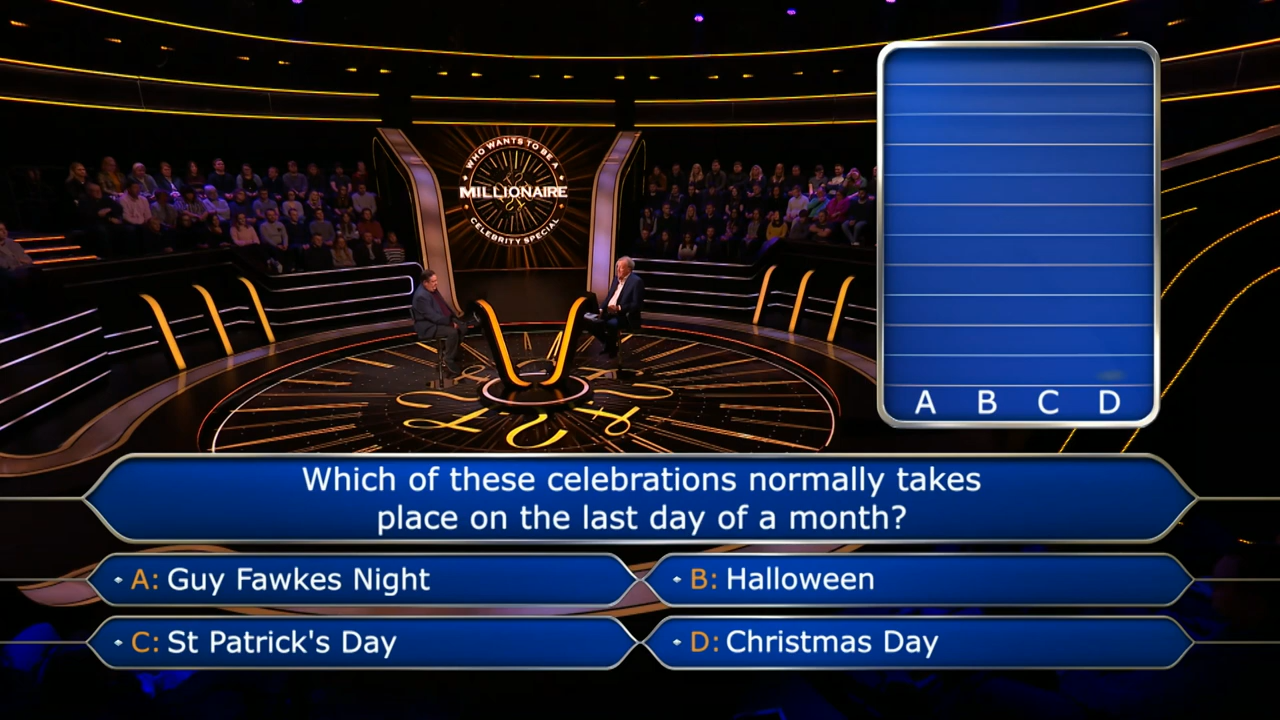 WHO WANTS TO BE A
MILLIONAIRE
CELEBRITY SPECIAL
A B C D
Which of these celebrations normally takes
place on the last day of a month?
A: Guy Fawkes Night
B: Halloween
C: St Patrick's Day
D: Christmas Day